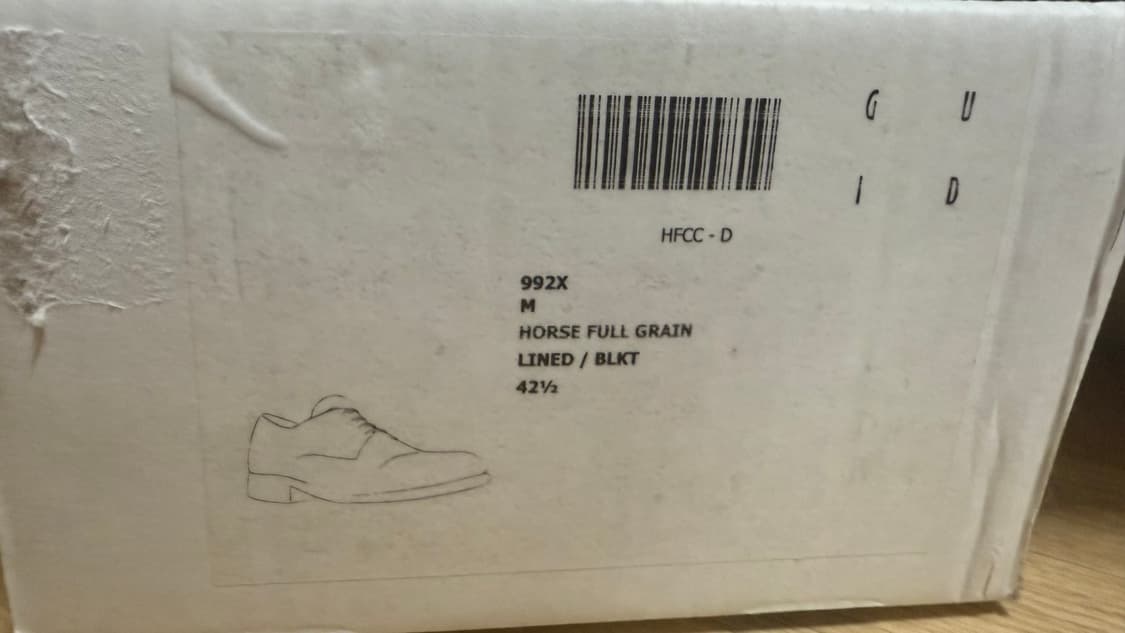 G U
I D
HFCC - D
992X
M
HORSE FULL GRAIN
LINED / BLKT
42½